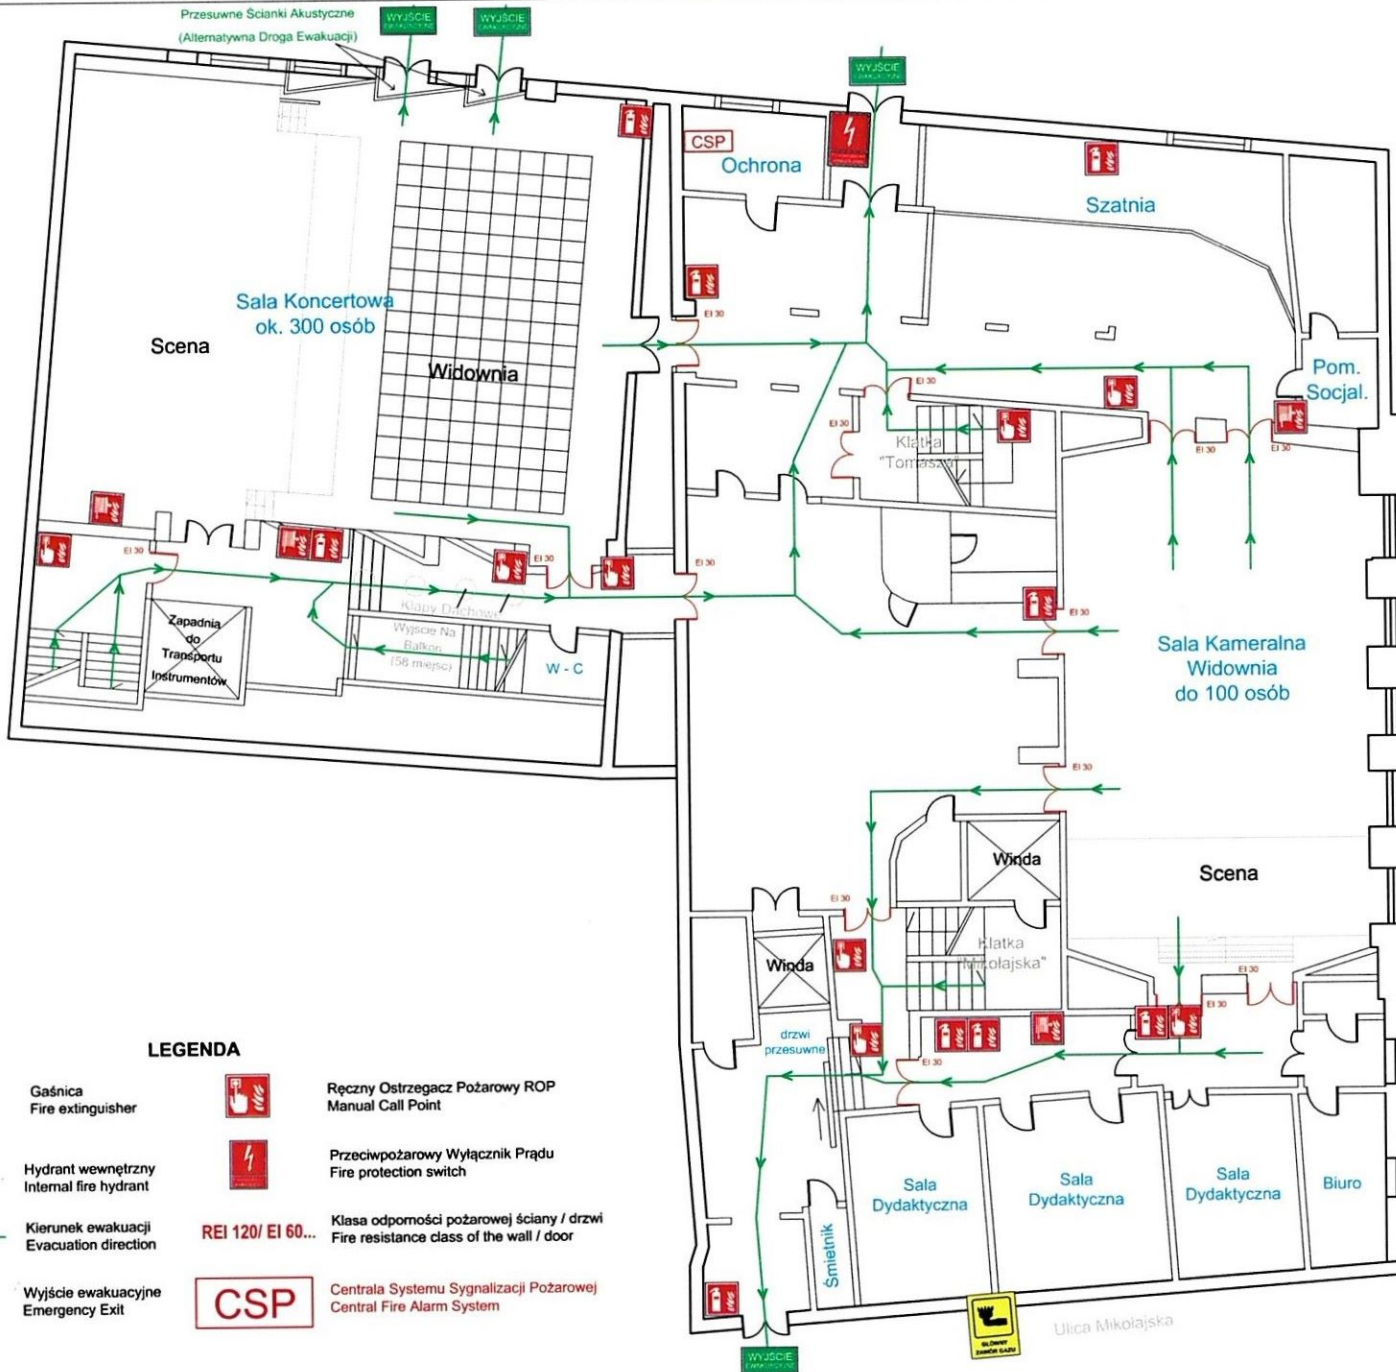 Przesuwne Ścianki Akustyczne
(Alternatywna Droga Ewakuacji)
WYJŚCIE
EWAKUACYJNE
WYJŚCIE
EWAKUACYJNE
WYJŚCIE
EWAKUACYJNE
CSP
Ochrona
Szatnia
Sala Koncertowa
ok. 300 osób
Scena
Widownia
EI 30
EI 30
EI 30
Pom.
Socjal.
Klatka
"Tomasza"
EI 30
EI 30
EI 30
EI 30
EI 30
EI 30
Klapy Dachowe
Wyjście Na
Balkon
(58 miejsc)
W - C
Zapadnia
do
Transportu
Instrumentów
Sala Kameralna
Widownia
do 100 osób
EI 30
Winda
Scena
EI 30
Klatka
"Mikołajska"
Winda
EI 30
EI 30
drzwi
przesuwne
EI 30
Sala
Dydaktyczna
Sala
Dydaktyczna
Sala
Dydaktyczna
Biuro
Śmietnik
GŁÓWNY
ZAWÓR GAZU
Ulica Mikołajska
WYJŚCIE
EWAKUACYJNE
LEGENDA
Gaśnica
Fire extinguisher
Ręczny Ostrzegacz Pożarowy ROP
Manual Call Point
Hydrant wewnętrzny
Internal fire hydrant
Przeciwpożarowy Wyłącznik Prądu
Fire protection switch
Kierunek ewakuacji
Evacuation direction
REI 120/ EI 60...
Klasa odporności pożarowej ściany / drzwi
Fire resistance class of the wall / door
Wyjście ewakuacyjne
Emergency Exit
CSP
Centrala Systemu Sygnalizacji Pożarowej
Central Fire Alarm System